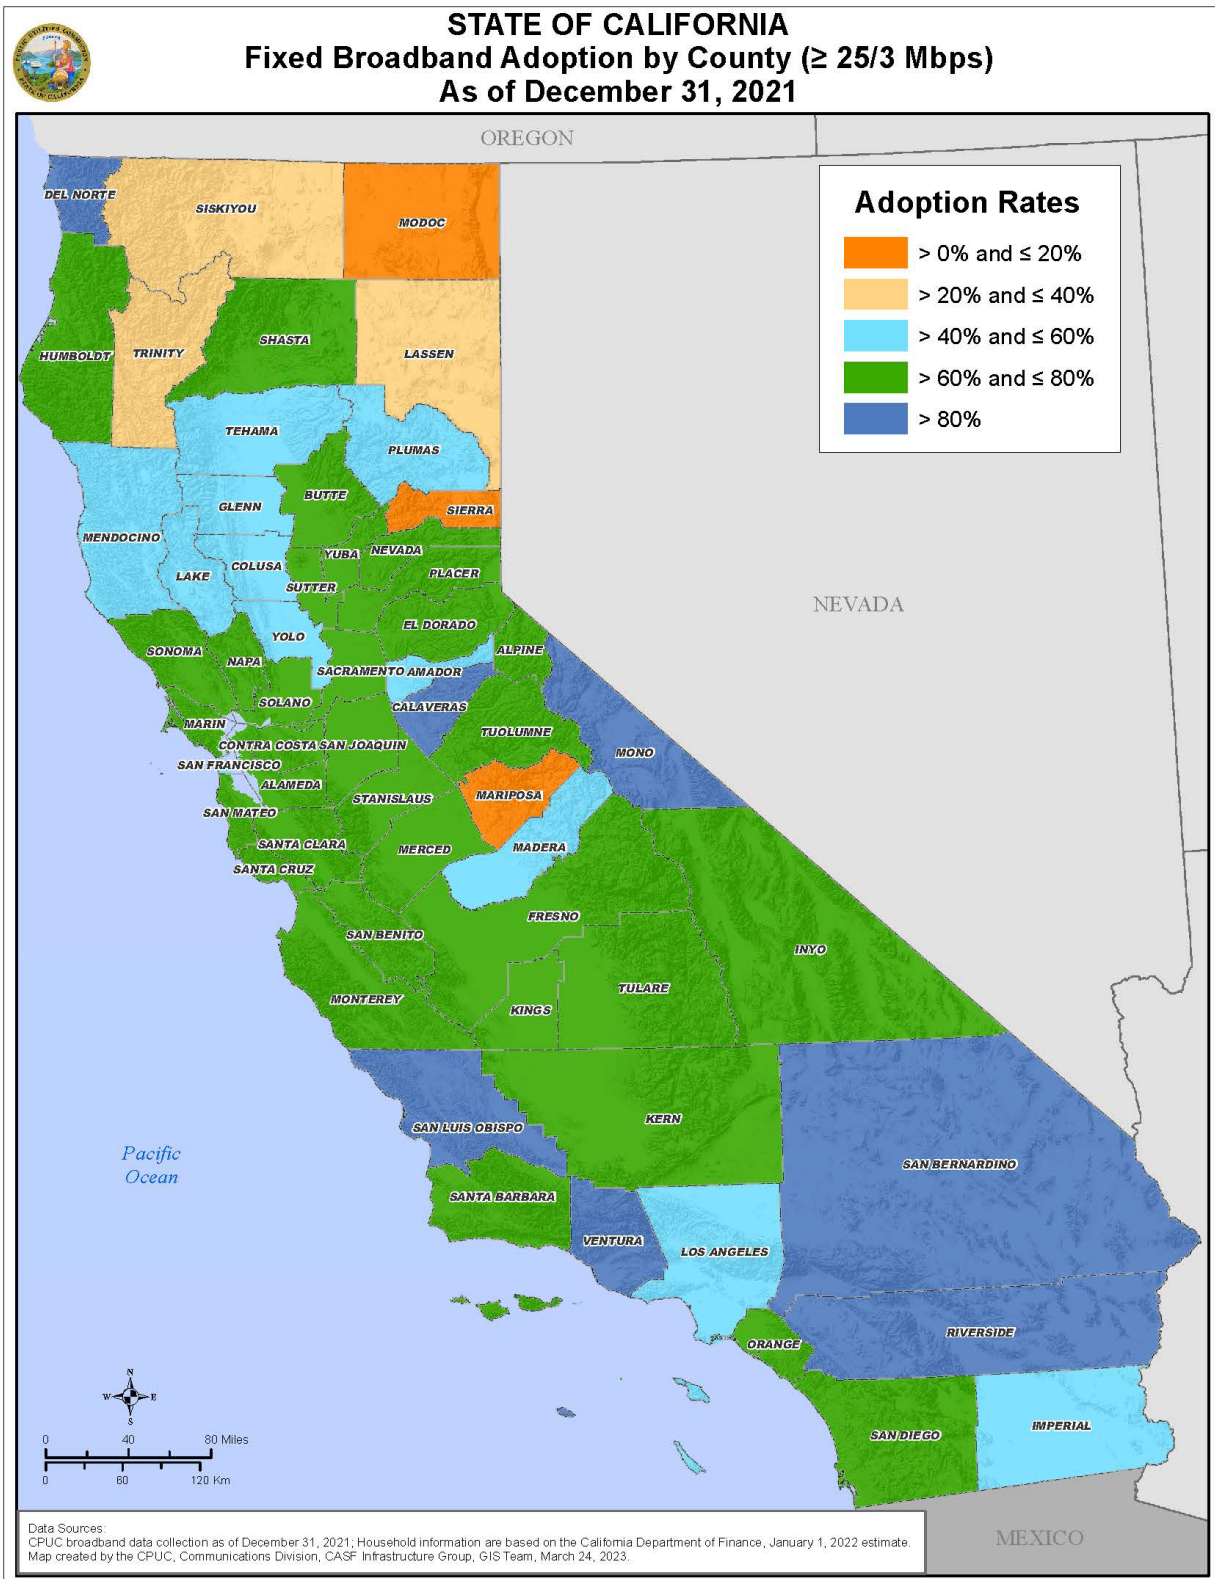 STATE OF CALIFORNIA
Fixed Broadband Adoption by County (≥ 25/3 Mbps)
As of December 31, 2021
OREGON
Adoption Rates
> 0% and ≤ 20%
> 20% and ≤ 40%
> 40% and ≤ 60%
> 60% and ≤ 80%
> 80%
DEL NORTE
SISKIYOU
MODOC
HUMBOLDT
TRINITY
SHASTA
LASSEN
TEHAMA
PLUMAS
BUTTE
GLENN
SIERRA
MENDOCINO
YUBA
NEVADA
LAKE
COLUSA
PLACER
SUTTER
NEVADA
EL DORADO
YOLO
SONOMA
NAPA
ALPINE
SACRAMENTO
AMADOR
SOLANO
CALAVERAS
MARIN
TUOLUMNE
CONTRA COSTA
SAN JOAQUIN
MONO
SAN FRANCISCO
ALAMEDA
STANISLAUS
MARIPOSA
SAN MATEO
SANTA CLARA
MERCED
MADERA
SANTA CRUZ
FRESNO
SAN BENITO
INYO
TULARE
MONTEREY
KINGS
KERN
SAN LUIS OBISPO
Pacific
Ocean
SAN BERNARDINO
SANTA BARBARA
VENTURA
LOS ANGELES
RIVERSIDE
ORANGE
IMPERIAL
SAN DIEGO
N
W
E
S
0 40 80 Miles
0 60 120 Km
MEXICO
Data Sources:
CPUC broadband data collection as of December 31, 2021; Household information are based on the California Department of Finance, January 1, 2022 estimate.
Map created by the CPUC, Communications Division, CASF Infrastructure Group, GIS Team, March 24, 2023.